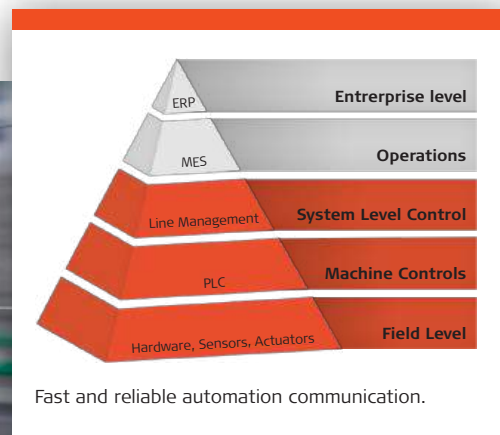 ERP Entrerprise level
MES Operations
Line Management System Level Control
PLC Machine Controls
Hardware, Sensors, Actuators Field Level
Fast and reliable automation communication.